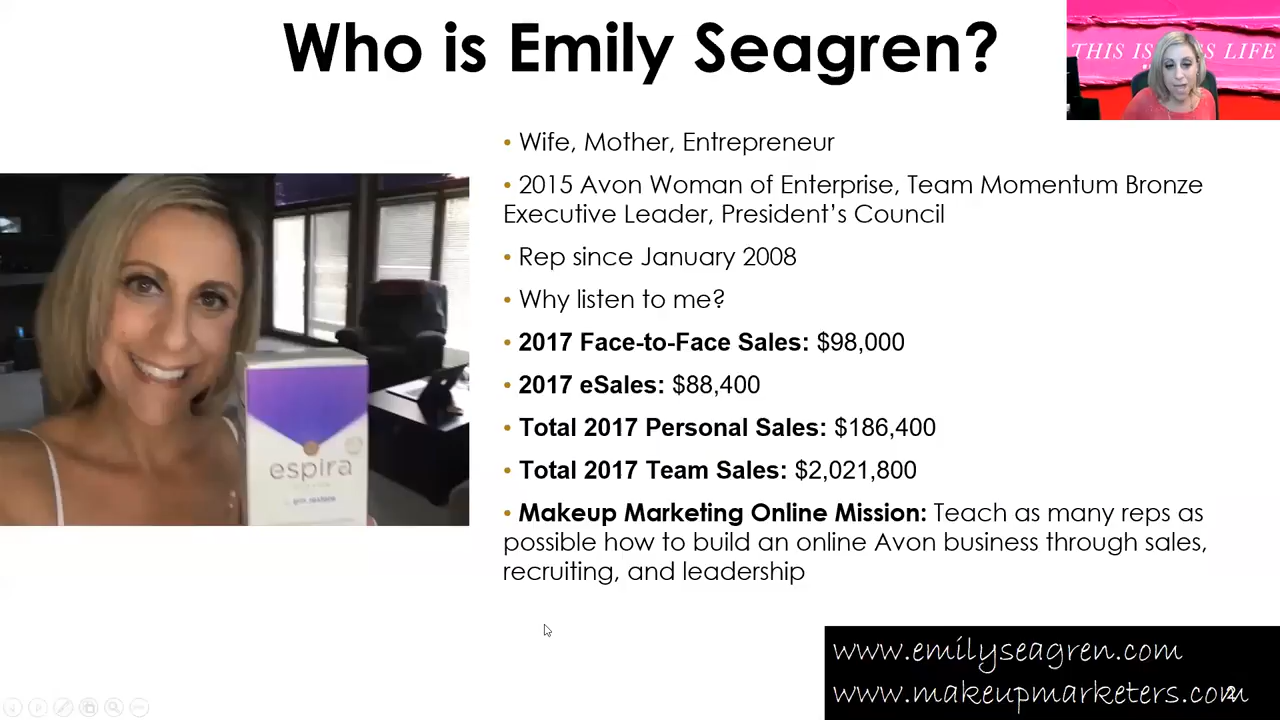 Who is Emily Seagren?
THIS IS
LIFE
• Wife, Mother, Entrepreneur
• 2015 Avon Woman of Enterprise, Team Momentum Bronze
Executive Leader, President's Council
• Rep since January 2008
• Why listen to me?
• 2017 Face-to-Face Sales: $98,000
• 2017 eSales: $88,400
• Total 2017 Personal Sales: $186,400
• Total 2017 Team Sales: $2,021,800
• Makeup Marketing Online Mission: Teach as many reps as
possible how to build an online Avon business through sales,
recruiting, and leadership
espira
www.emilyseagren.com
www.makeupmarketers.com
2